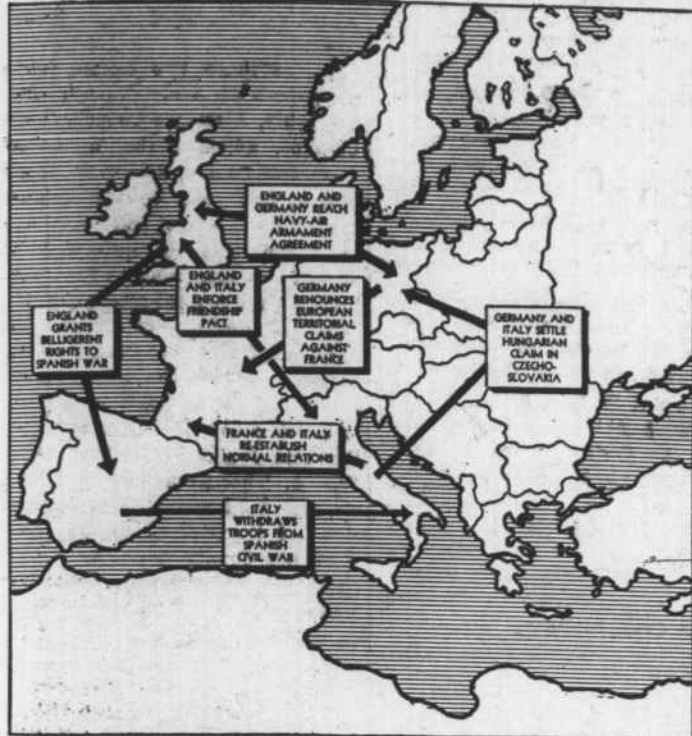 ENGLAND AND
GERMANY REACH
NAVY-AIR
ARMAMENT
AGREEMENT
ENGLAND
AND ITALY
ENFORCE
FRIENDSHIP
PACT
GERMANY
RENOUNCES
EUROPEAN
TERRITORIAL
CLAIMS
AGAINST
FRANCE
ENGLAND
GRANTS
BELLIGERENT
RIGHTS TO
SPANISH WAR
GERMANY AND
ITALY SETTLE
HUNGARIAN
CLAIM IN
CZECHO-
SLOVAKIA
FRANCE AND ITALY
RE-ESTABLISH
NORMAL RELATIONS
ITALY
WITHDRAWS
TROOPS FROM
SPANISH
CIVIL WAR